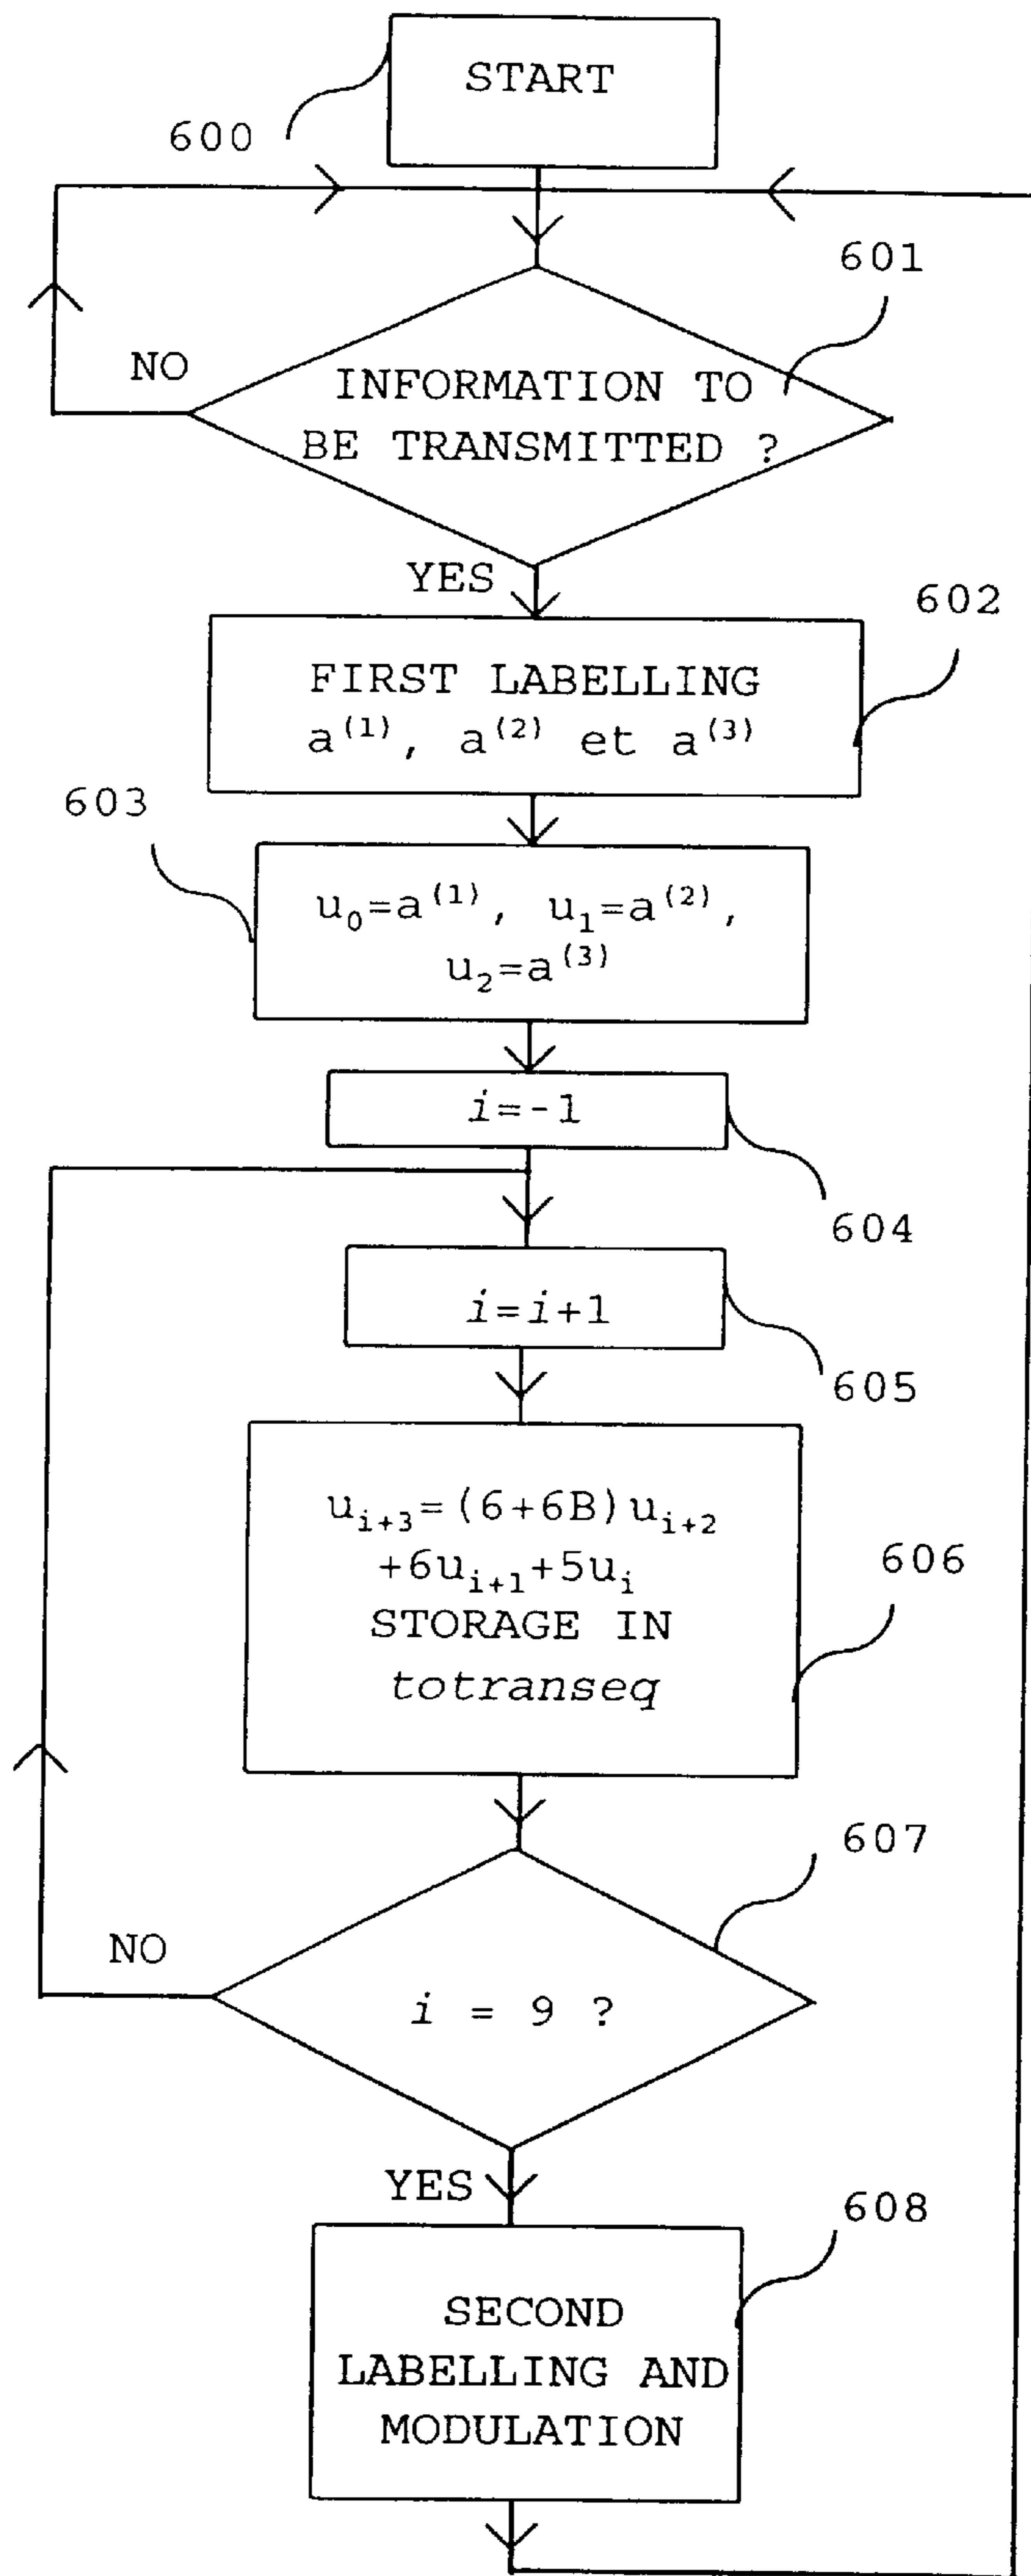 START
600
601
NO
INFORMATION TO
BE TRANSMITTED ?
YES
602
FIRST LABELLING
a⁽¹⁾, a⁽²⁾ et a⁽³⁾
603
u₀=a⁽¹⁾, u₁=a⁽²⁾,
u₂=a⁽³⁾
i=-1
604
i=i+1
605
uᵢ₊₃=(6+6B)uᵢ₊₂
+6uᵢ₊₁+5uᵢ
STORAGE IN
totranseq
606
607
NO
i = 9 ?
YES
608
SECOND
LABELLING AND
MODULATION